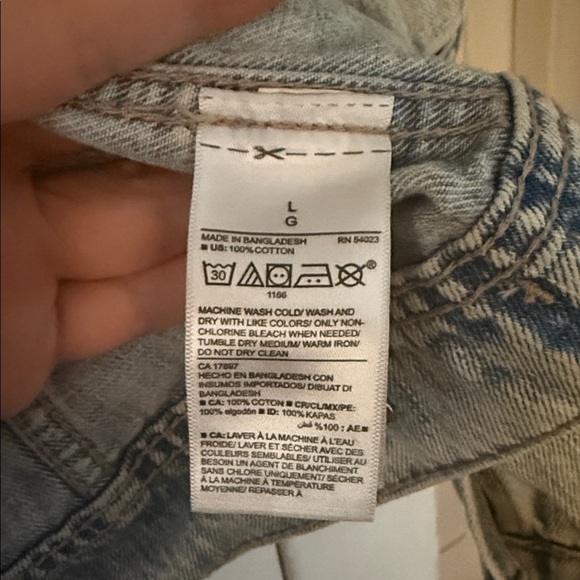 L
G
MADE IN BANGLADESH RN 54023
■ US: 100% COTTON
30
®
1166
MACHINE WASH COLD/ WASH AND
DRY WITH LIKE COLORS/ ONLY NON-
CHLORINE BLEACH WHEN NEEDED/
TUMBLE DRY MEDIUM/ WARM IRON/
DO NOT DRY CLEAN
CA 17897
HECHO EN BANGLADESH CON
INSUMOS IMPORTADOS/ DIBUAT DI
BANGLADESH
■ CA: 100% COTON ■ CR/CL/MX/PE:
100% algodón ■ ID: 100% KAPAS
■ AE: 100% قطن
■ CA: LAVER À LA MACHINE À L'EAU
FROIDE/ LAVER ET SÉCHER AVEC DES
COULEURS SEMBLABLES/ UTILISER AU
BESOIN UN AGENT DE BLANCHIMENT
SANS CHLORE UNIQUEMENT/ SÉCHER
À LA MACHINE À TEMPÉRATURE
MOYENNE/ REPASSER À